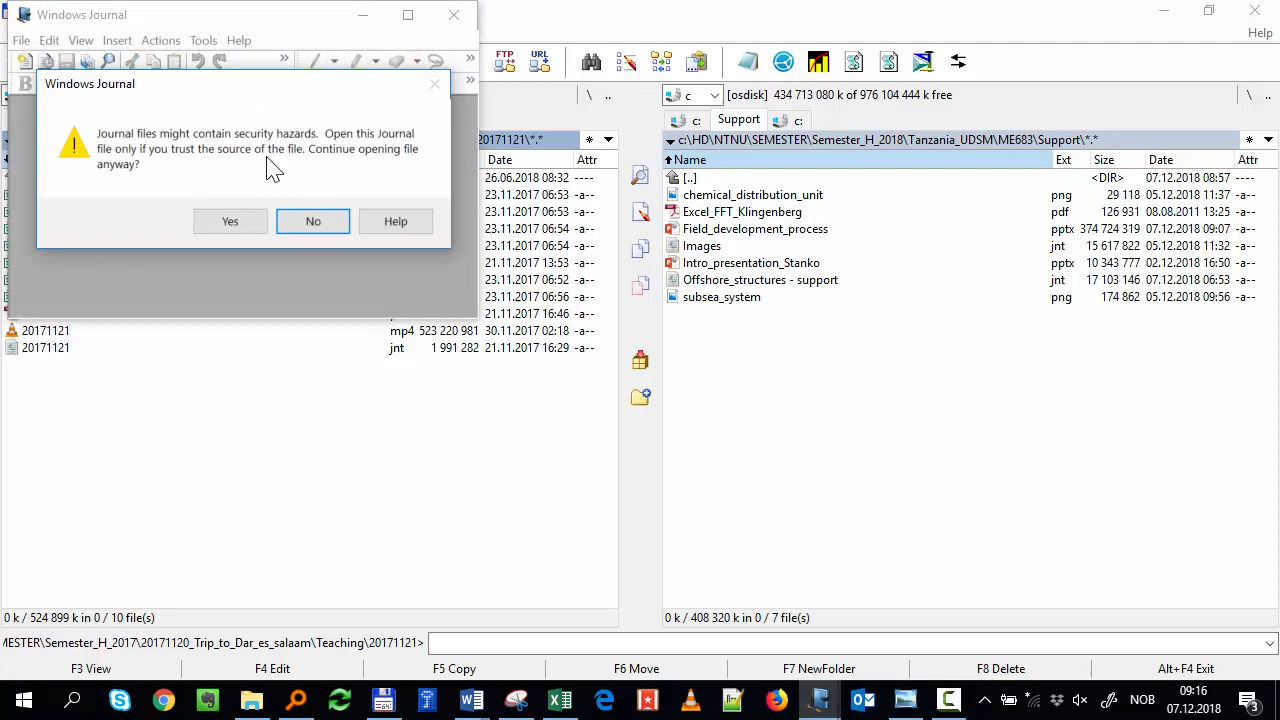 Windows Journal
File Edit View Insert Actions Tools Help
B
Windows Journal
Journal files might contain security hazards. Open this Journal
file only if you trust the source of the file. Continue opening file
anyway?
Yes No Help
Help
FTP URL
\ ..
c [osdisk] 434 713 080 k of 976 104 444 k free \ ..
c: Support c:
20171121\*.*
Date Attr
26.06.2018 08:32 ----
23.11.2017 06:53 -a--
23.11.2017 06:53 -a--
23.11.2017 06:54 -a--
23.11.2017 06:54 -a--
21.11.2017 13:53 -a--
23.11.2017 06:52 -a--
23.11.2017 06:56 -a--
21.11.2017 16:46 -a--
20171121 mp4 523 220 981 30.11.2017 02:18 -a--
20171121 jnt 1 991 282 21.11.2017 16:29 -a--
c:\HD\NTNU\SEMESTER\Semester_H_2018\Tanzania_UDSM\ME683\Support\*.*
Name Ext Size Date Attr
[..] <DIR> 07.12.2018 08:57 ----
chemical_distribution_unit png 29 118 05.12.2018 11:37 -a--
Excel_FFT_Klingenberg pdf 126 931 08.08.2011 13:25 -a--
Field_development_process pptx 374 724 319 07.12.2018 09:07 -a--
Images jnt 15 617 822 05.12.2018 11:32 -a--
Intro_presentation_Stanko pptx 10 343 777 02.12.2018 16:50 -a--
Offshore_structures - support jnt 17 103 146 07.12.2018 06:53 -a--
subsea_system png 174 862 05.12.2018 09:56 -a--
0 k / 524 899 k in 0 / 10 file(s)
0 k / 408 320 k in 0 / 7 file(s)
MESTER\Semester_H_2017\20171120_Trip_to_Dar_es_salaam\Teaching\20171121>
F3 View F4 Edit F5 Copy F6 Move F7 NewFolder F8 Delete Alt+F4 Exit
NOB
09:16
07.12.2018
3